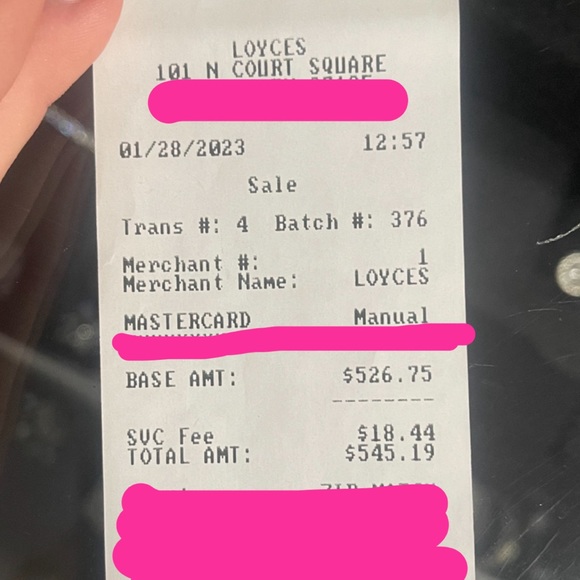 LOYCES
101 N COURT SQUARE
01/28/2023 12:57
Sale
Trans #: 4 Batch #: 376
Merchant #: 1
Merchant Name: LOYCES
MASTERCARD Manual
BASE AMT: $526.75
--------
SVC Fee $18.44
TOTAL AMT: $545.19